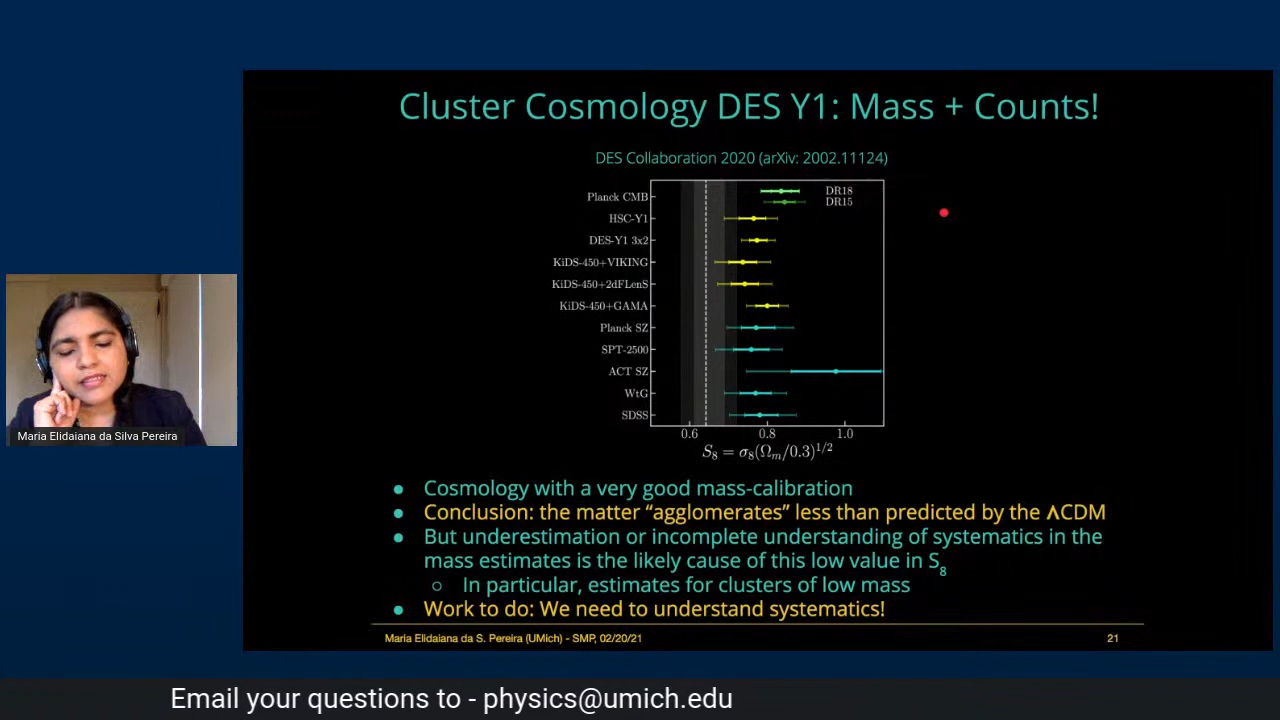 Cluster Cosmology DES Y1: Mass + Counts!
DES Collaboration 2020 (arXiv: 2002.11124)
Planck CMB
DR18
DR15
HSC-Y1
DES-Y1 3x2
KiDS-450+VIKING
KiDS-450+2dFLenS
KiDS-450+GAMA
Planck SZ
SPT-2500
ACT SZ
WtG
SDSS
0.6 0.8 1.0
S₈ = σ₈(Ωₘ/0.3)^1/2
● Cosmology with a very good mass-calibration
● Conclusion: the matter “agglomerates” less than predicted by the ΛCDM
● But underestimation or incomplete understanding of systematics in the
mass estimates is the likely cause of this low value in S₈
○ In particular, estimates for clusters of low mass
● Work to do: We need to understand systematics!
Maria Elidaiana da S. Pereira (UMich) - SMP, 02/20/21
21
Maria Elidaiana da Silva Pereira
Email your questions to - physics@umich.edu